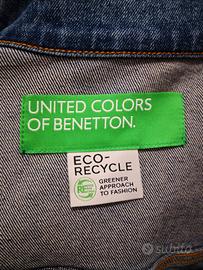 UNITED COLORS
OF BENETTON.
ECO-
RECYCLE
GREENER
APPROACH
TO FASHION
subito